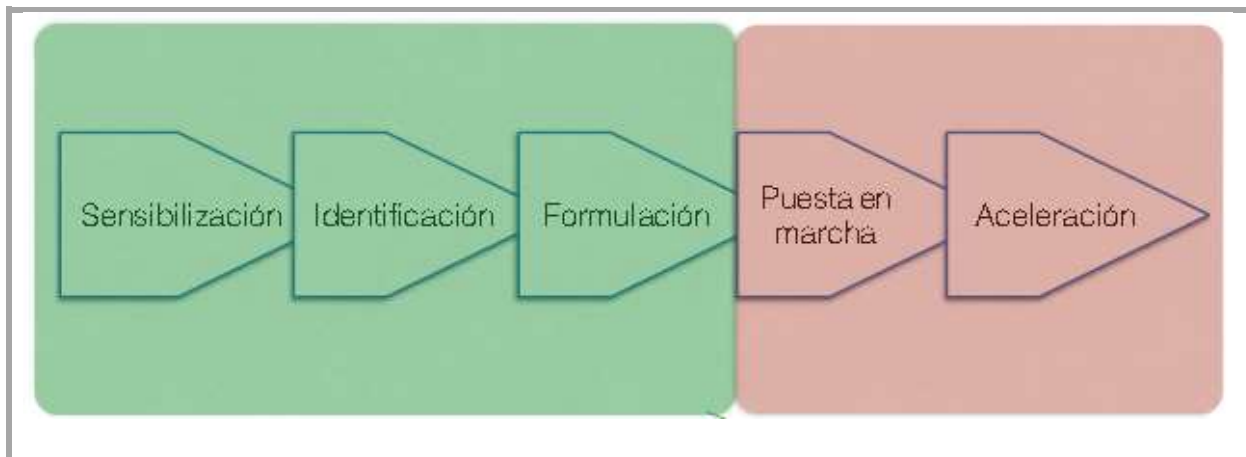 Sensibilización
Identificación
Formulación
Puesta en
marcha
Aceleración